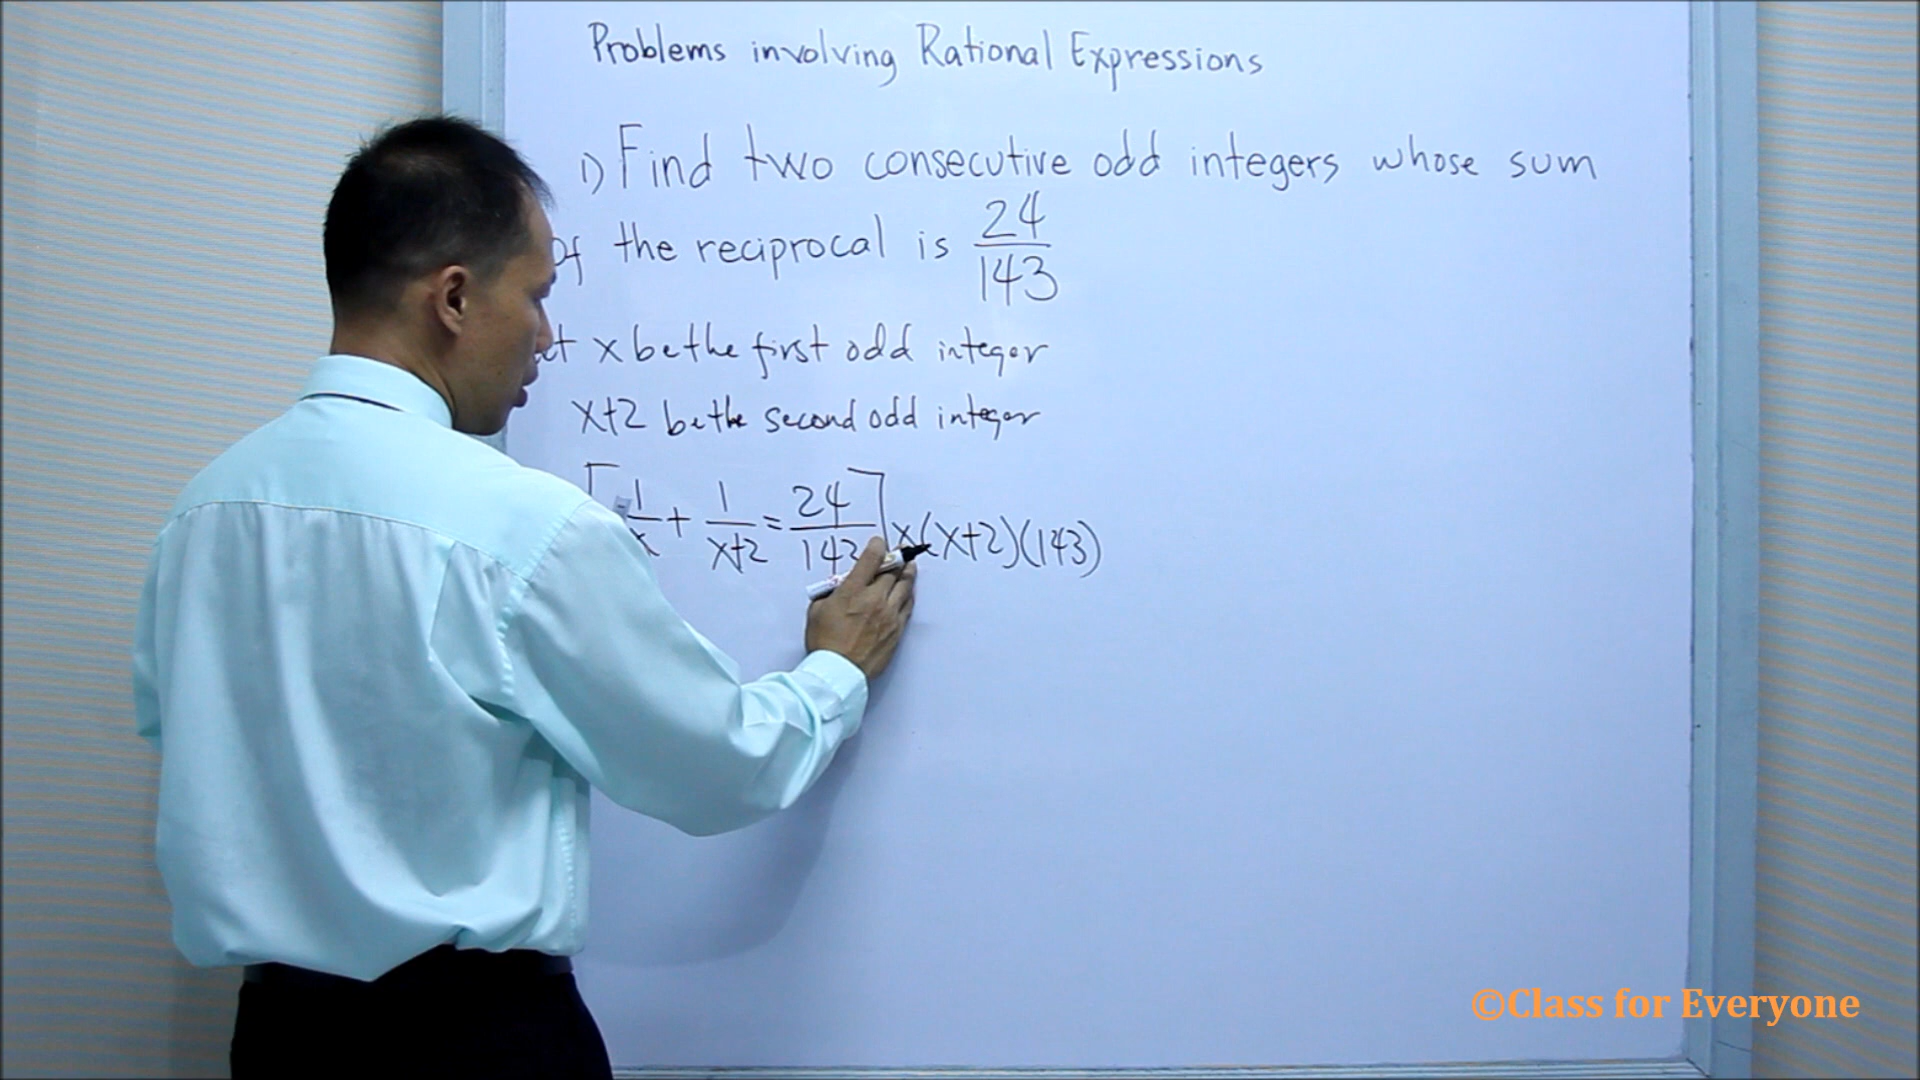 Problems involving Rational Expressions
1) Find two consecutive odd integers whose sum
of the reciprocal is 24/143
x be the first odd integer
x+2 be the second odd integer
[1/x + 1/x+2 = 24/143] x(x+2)(143)
©Class for Everyone